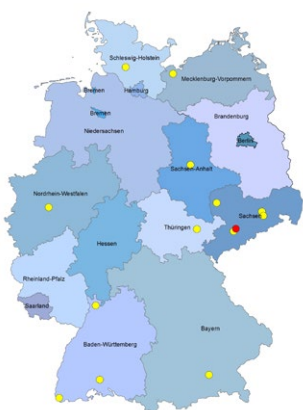 Schleswig-Holstein
Mecklenburg-Vorpommern
Bremen
Hamburg
Bremen
Brandenburg
Niedersachsen
Berlin
Sachsen-Anhalt
Nordrhein-Westfalen
Sachsen
Thüringen
Hessen
Rheinland-Pfalz
Saarland
Bayern
Baden-Württemberg